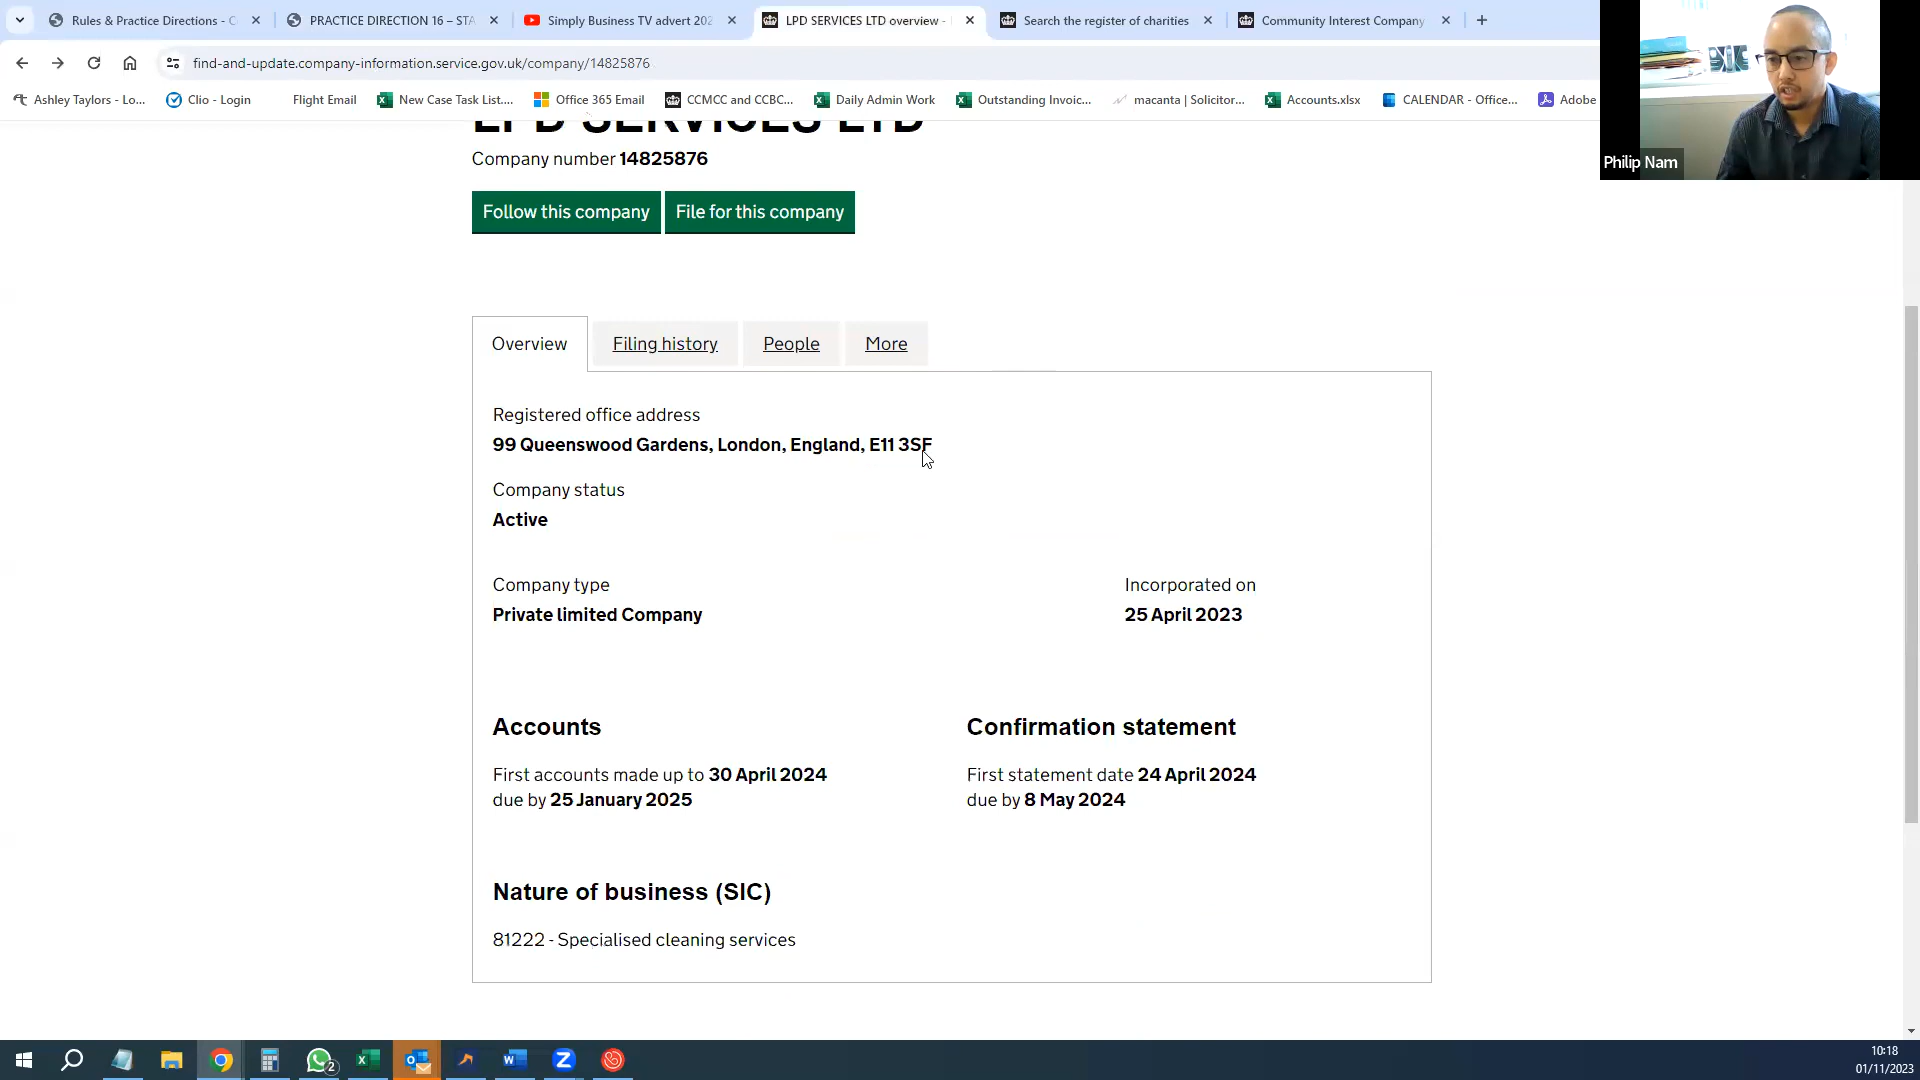 Rules & Practice Directions - C
PRACTICE DIRECTION 16 – STA
Simply Business TV advert 202
LPD SERVICES LTD overview -
Search the register of charities
Community Interest Company
find-and-update.company-information.service.gov.uk/company/14825876
Ashley Taylors - Lo...
Clio - Login
Flight Email
New Case Task List....
Office 365 Email
CCMCC and CCBC...
Daily Admin Work
Outstanding Invoic...
macanta | Solicitor...
Accounts.xlsx
CALENDAR - Office...
Adobe
Philip Nam
LPD SERVICES LTD
Company number 14825876
Follow this company
File for this company
Overview
Filing history
People
More
Registered office address
99 Queenswood Gardens, London, England, E11 3SF
Company status
Active
Company type
Private limited Company
Incorporated on
25 April 2023
Accounts
First accounts made up to 30 April 2024
due by 25 January 2025
Confirmation statement
First statement date 24 April 2024
due by 8 May 2024
Nature of business (SIC)
81222 - Specialised cleaning services
2
10:18
01/11/2023